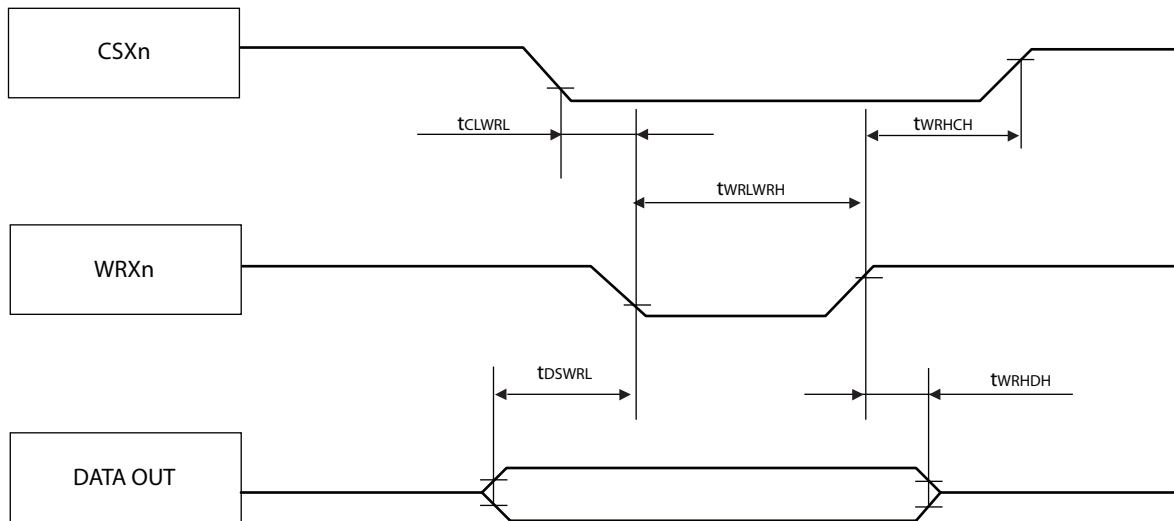 CSXn
tCLWRL
tWRHCH
tWRLWRH
WRXn
tDSWRL
tWRHDH
DATA OUT